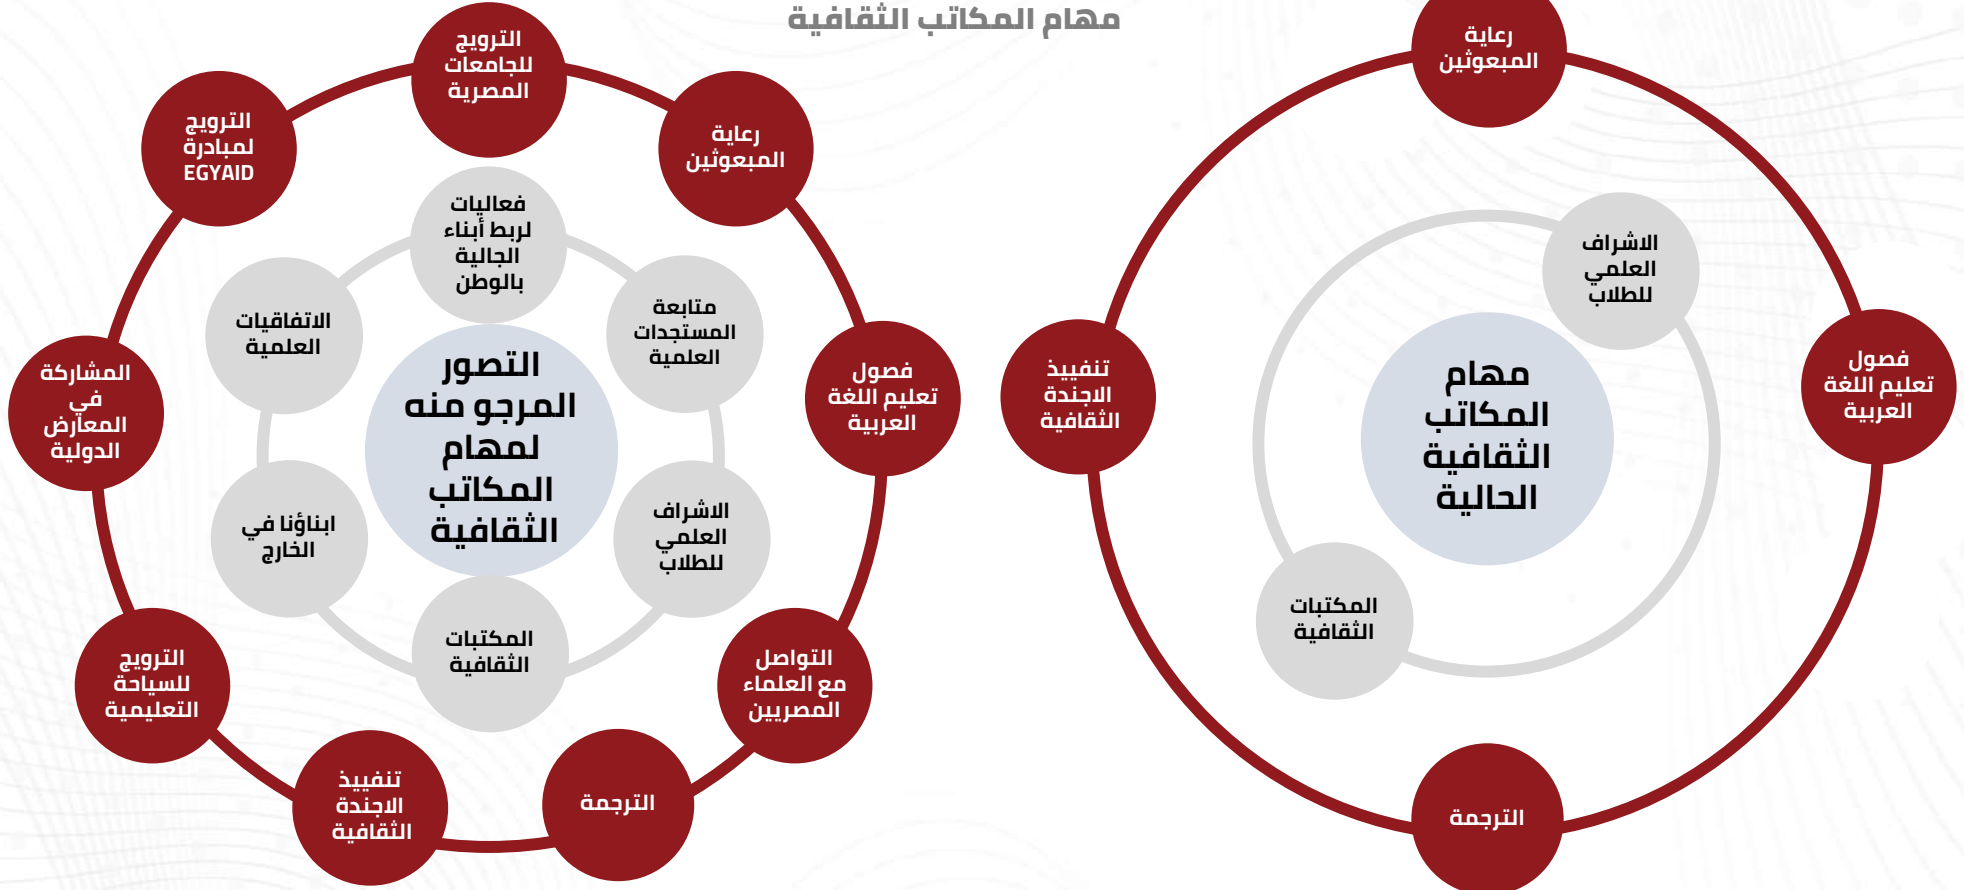 مهام المكاتب الثقافية
رعاية
المبعوثين
الاشراف
العلمي
للطلاب
فصول
تعليم اللغة
العربية
تنفييذ
الاجندة
الثقافية
مهام
المكاتب
الثقافية
الحالية
المكتبات
الثقافية
الترجمة
الترويج
للجامعات
المصرية
رعاية
المبعوثين
الترويج
لمبادرة
EGYAID
فعاليات
لربط أبناء
الجالية
بالوطن
متابعة
المستجدات
العلمية
الاتفاقيات
العلمية
فصول
تعليم اللغة
العربية
المشاركة
في
المعارض
الدولية
التصور
المرجو منه
لمهام
المكاتب
الثقافية
الاشراف
العلمي
للطلاب
ابناؤنا في
الخارج
المكتبات
الثقافية
التواصل
مع العلماء
المصريين
الترويج
للسياحة
التعليمية
الترجمة
تنفييذ
الاجندة
الثقافية